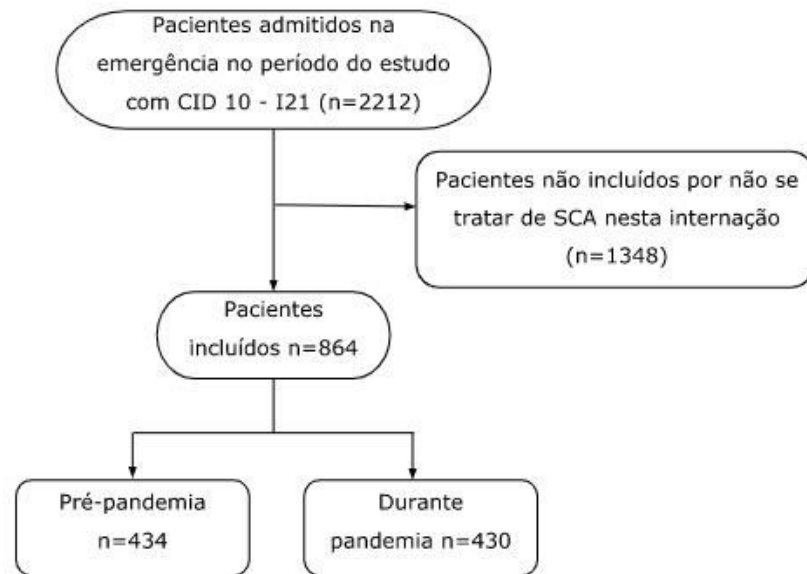 Pacientes admitidos na
emergência no período do estudo
com CID 10 - I21 (n=2212)
Pacientes não incluídos por não se
tratar de SCA nesta internação
(n=1348)
Pacientes
incluídos n=864
Pré-pandemia
n=434
Durante
pandemia n=430